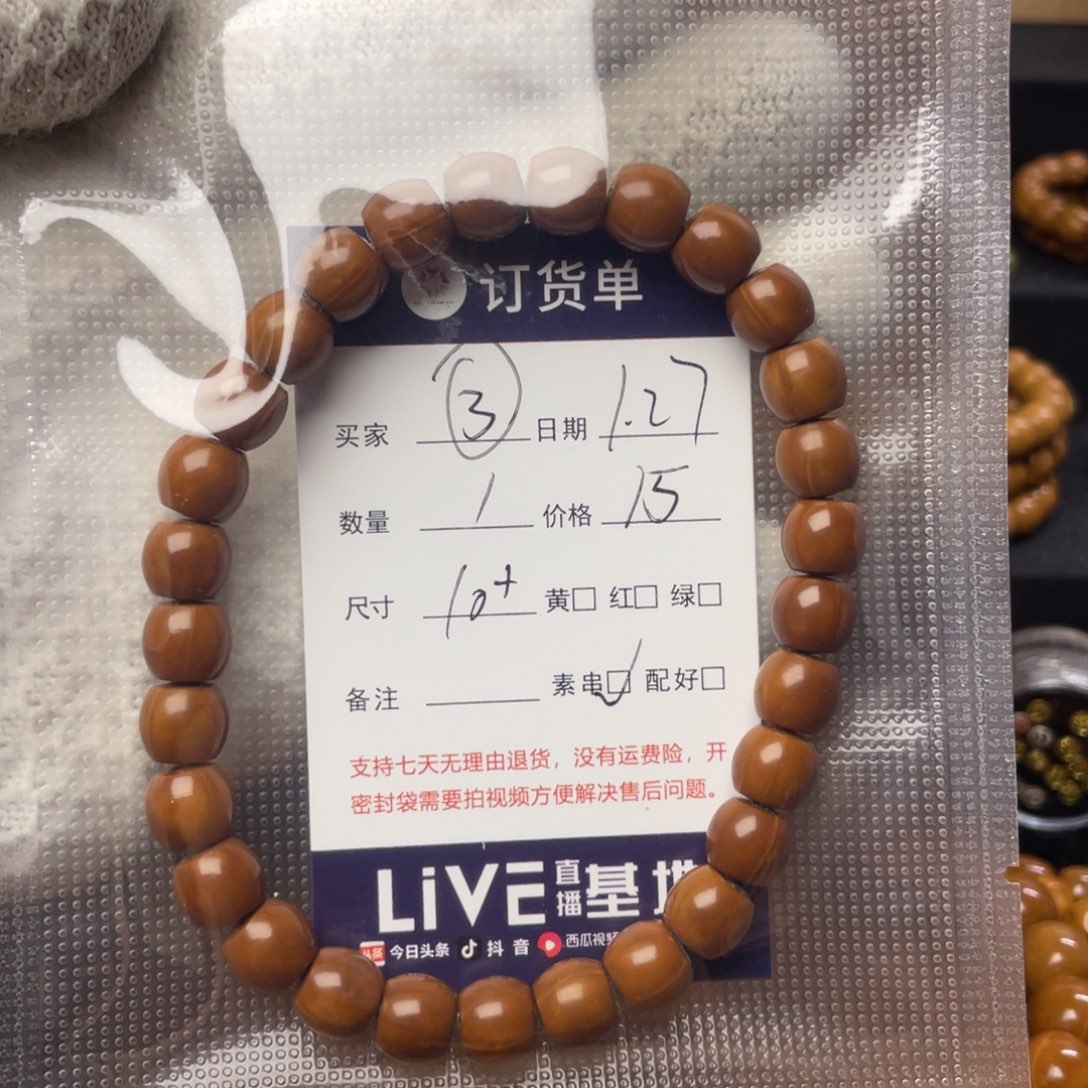 订货单
买家 3 日期 1.27
数量 1 价格 15
尺寸 10+ 黄□ 红□ 绿□
备注 素串☑ 配好□
支持七天无理由退货，没有运费险，开
密封袋需要拍视频方便解决售后问题。
LiVE 直播 基
今日头条 抖音 西瓜视频